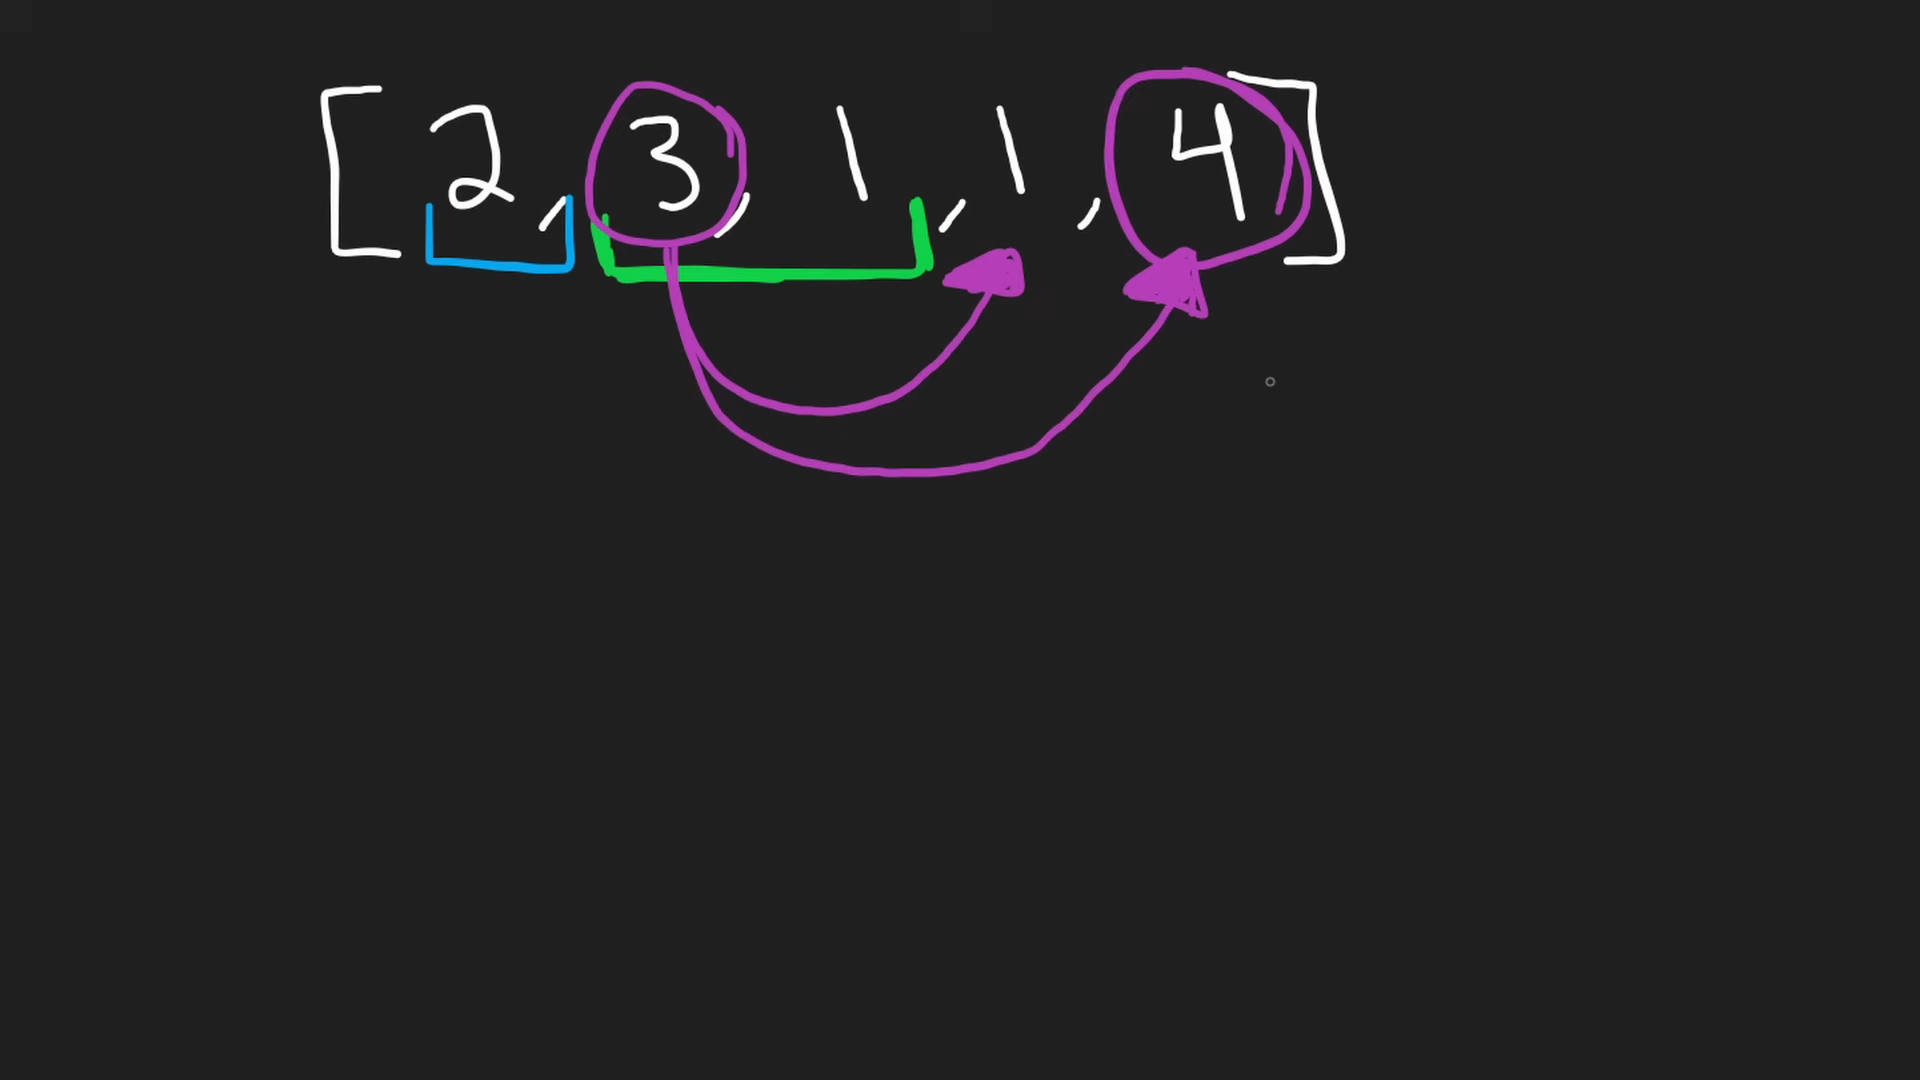 [2, 3, 1, 1, 4]